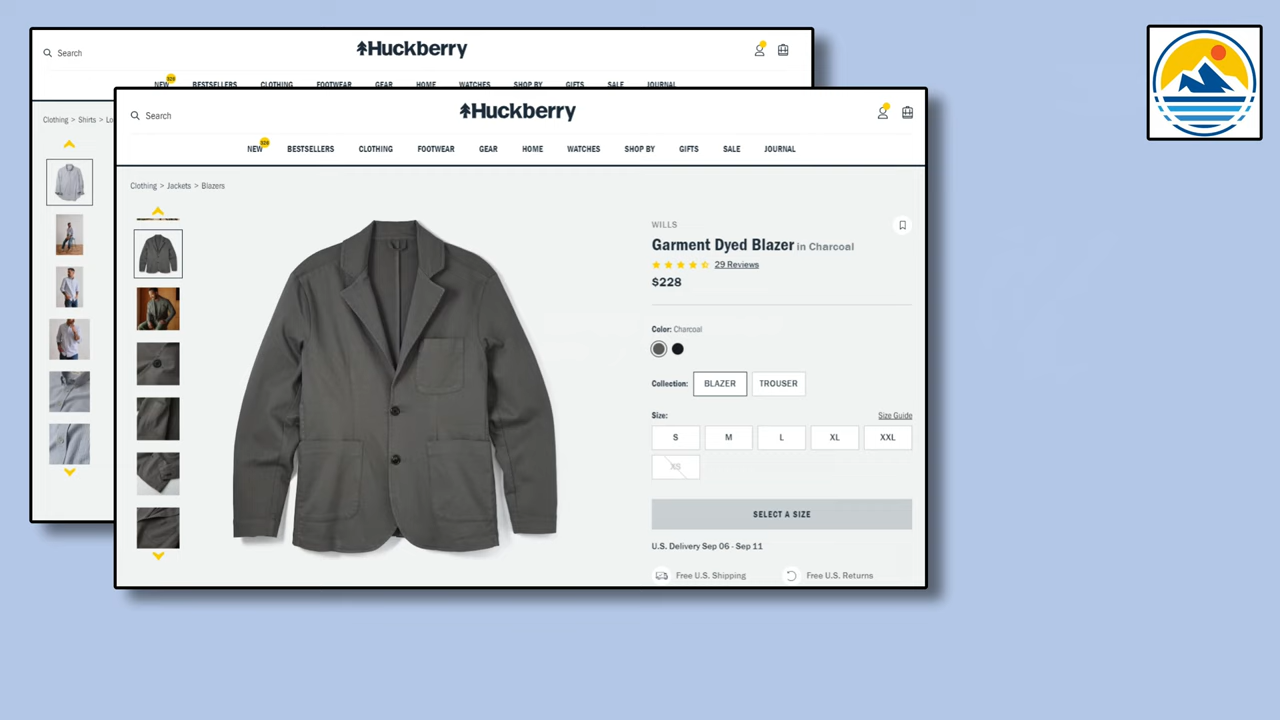 Search
Huckberry
NEW $28 BESTSELLERS CLOTHING FOOTWEAR GEAR HOME WATCHES SHOP BY GIFTS SALE JOURNAL
Clothing > Shirts > Lo
Search
Huckberry
NEW $28 BESTSELLERS CLOTHING FOOTWEAR GEAR HOME WATCHES SHOP BY GIFTS SALE JOURNAL
Clothing > Jackets > Blazers
WILLS
Garment Dyed Blazer in Charcoal
29 Reviews
$228
Color: Charcoal
Collection: BLAZER TROUSER
Size: Size Guide
S M L XL XXL
XS
SELECT A SIZE
U.S. Delivery Sep 06 - Sep 11
Free U.S. Shipping Free U.S. Returns